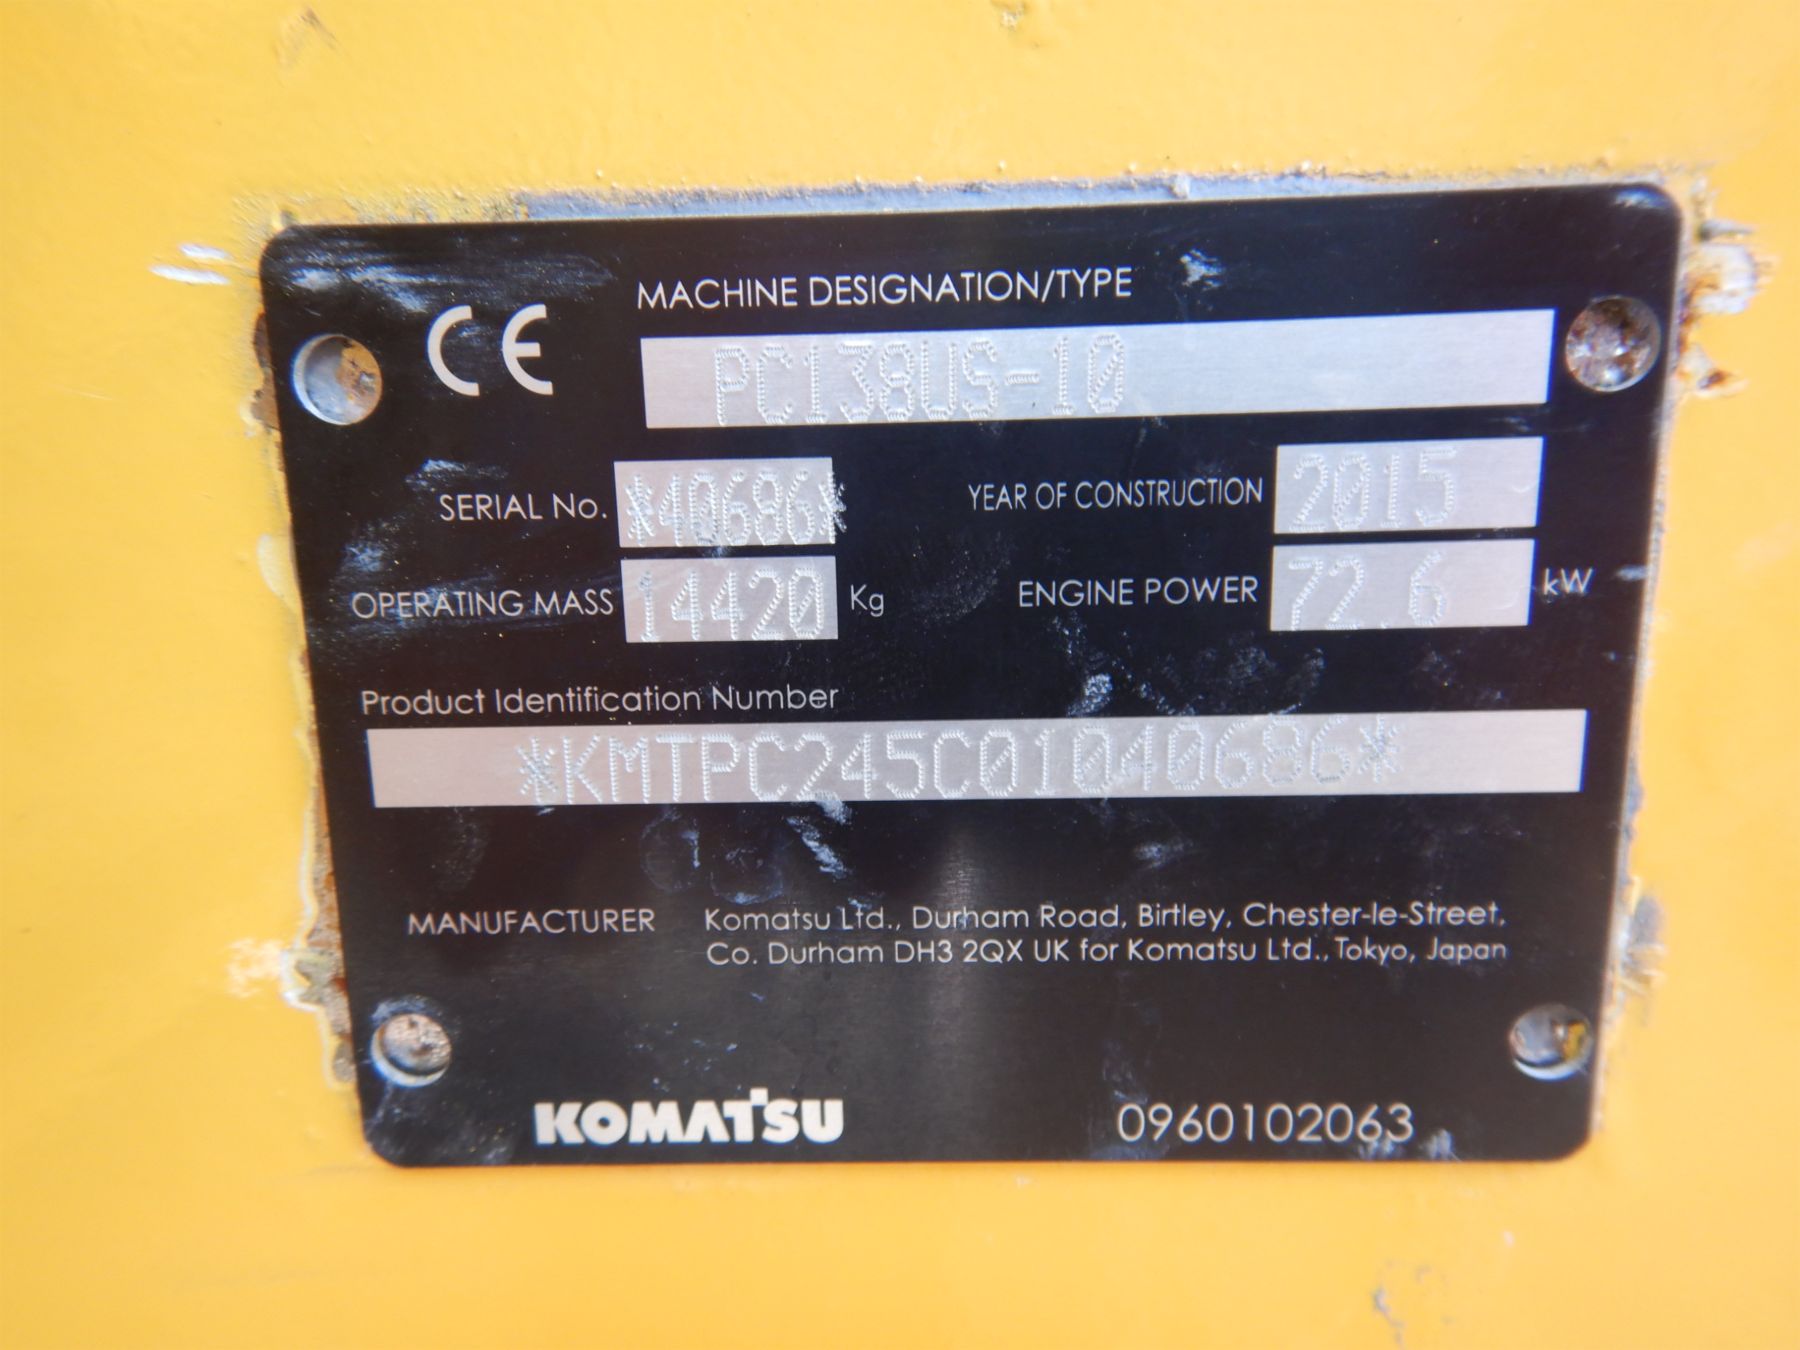 CE
MACHINE DESIGNATION/TYPE
PC138US-10
SERIAL No. *40686*
YEAR OF CONSTRUCTION 2015
OPERATING MASS 14420 Kg
ENGINE POWER 72.6 kW
Product Identification Number
*KMTPC245C01040686*
MANUFACTURER Komatsu Ltd., Durham Road, Birtley, Chester-le-Street,
Co. Durham DH3 2QX UK for Komatsu Ltd., Tokyo, Japan
KOMATSU 0960102063